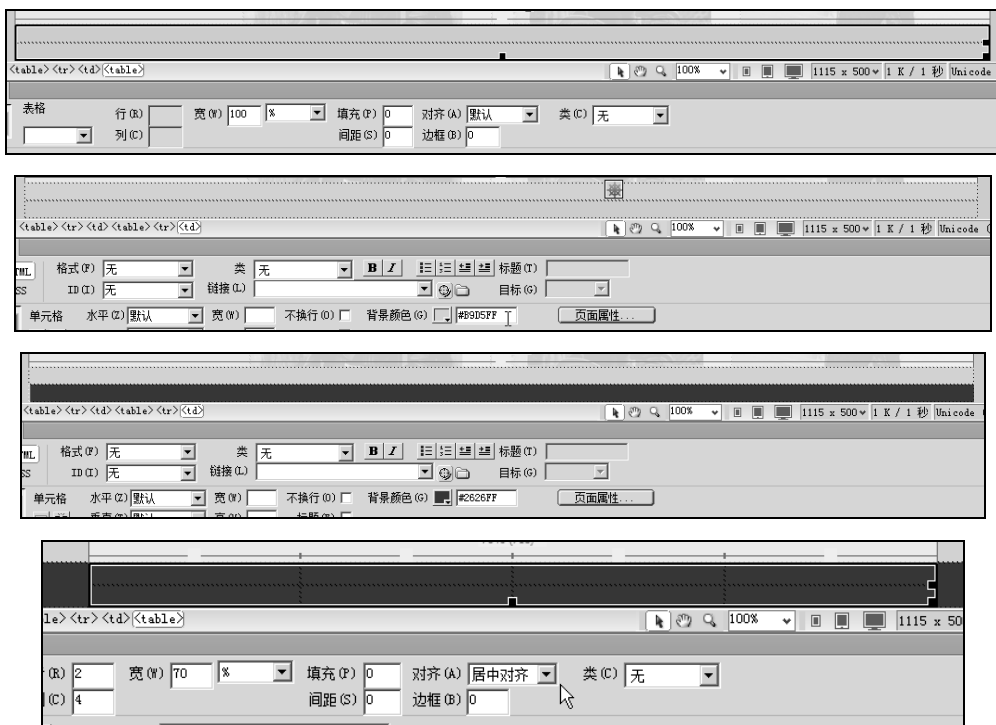 <table> <tr> <td> <table>
100%
1115 x 500
1 K / 1 秒
Unicode
表格
行(R)
宽(W) 100 %
填充(P) 0
对齐(A) 默认
类(C) 无
列(C)
间距(S) 0
边框(B) 0
<table> <tr> <td> <table> <tr> <td>
100%
1115 x 500
1 K / 1 秒
Unicode
格式(F) 无
类 无
B I
标题(T)
ID(I) 无
链接(L)
目标(G)
单元格
水平(Z) 默认
宽(W)
不换行(O)
背景颜色(G) #B9D5FF
页面属性...
<table> <tr> <td> <table> <tr> <td>
100%
1115 x 500
1 K / 1 秒
Unicode
格式(F) 无
类 无
B I
标题(T)
ID(I) 无
链接(L)
目标(G)
单元格
水平(Z) 默认
宽(W)
不换行(O)
背景颜色(G) #2626FF
页面属性...
le> <tr> <td> <table>
100%
1115 x 50
(R) 2
宽(W) 70 %
填充(P) 0
对齐(A) 居中对齐
类(C) 无
(C) 4
间距(S) 0
边框(B) 0